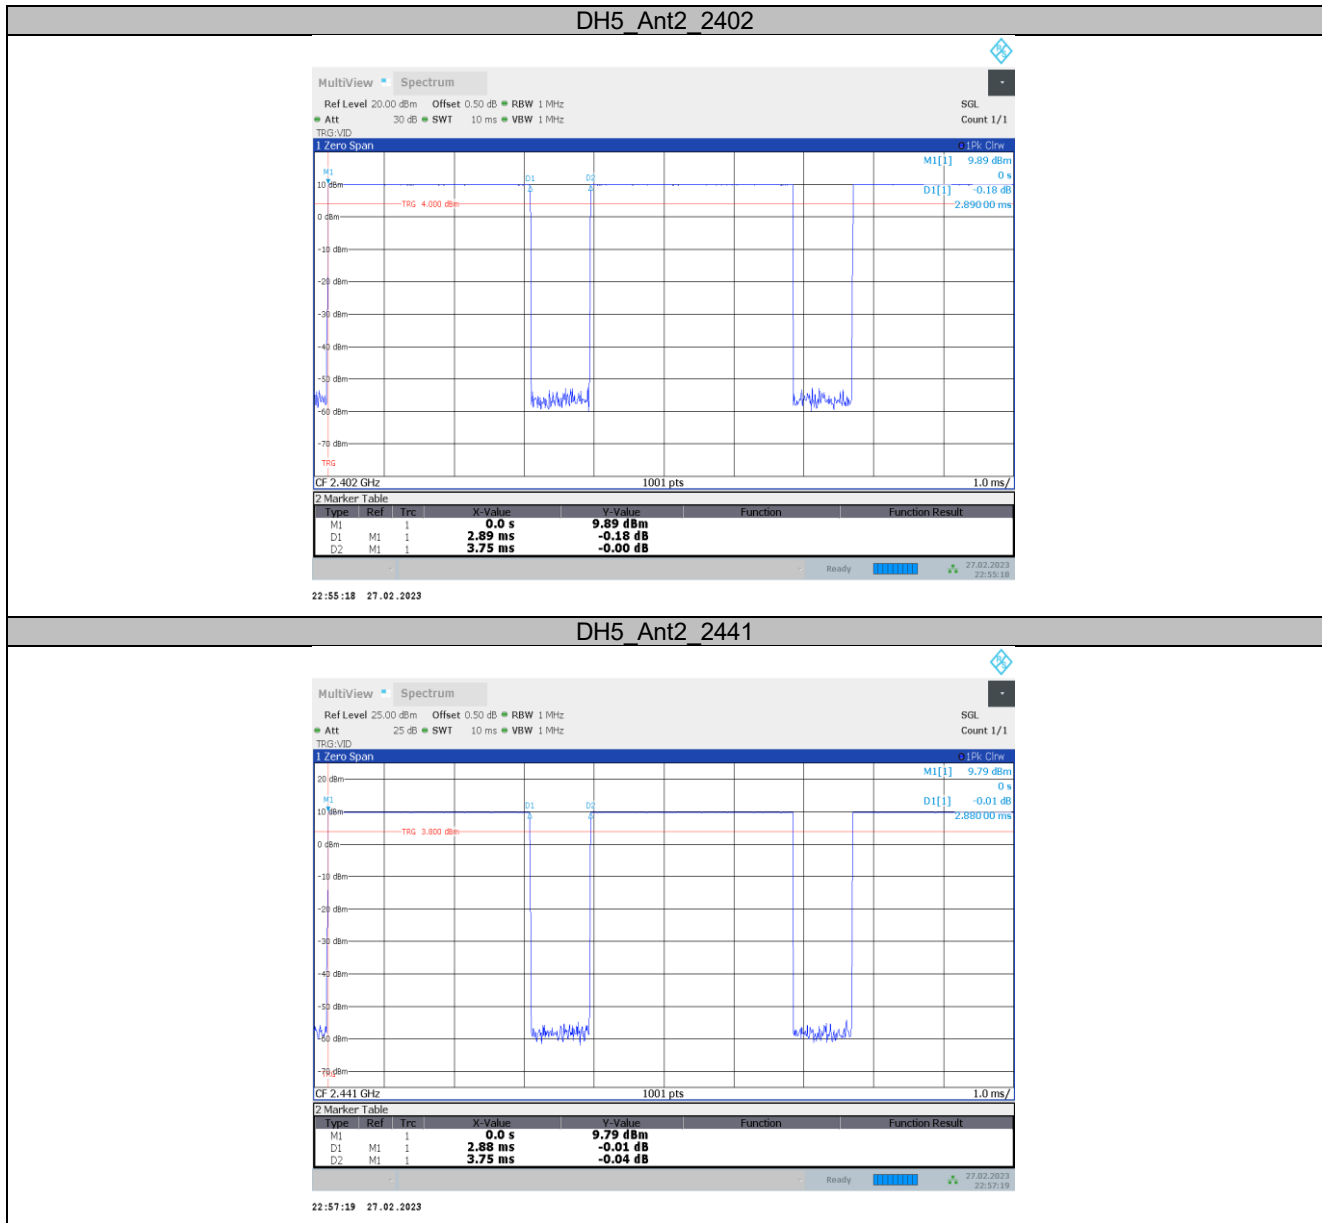 DH5_Ant2_2402
MultiView Spectrum
Ref Level 20.00 dBm Offset 0.50 dB RBW 1 MHz SGL
Att 30 dB SWT 10 ms VBW 1 MHz Count 1/1
TRG:VID
1 Zero Span 1Pk Clrw
M1[1] 9.89 dBm
0 s
M1 D1 D2
10 dBm D1[1] -0.18 dB
TRG 4.000 dBm 2.89000 ms
0 dBm
-10 dBm
-20 dBm
-30 dBm
-40 dBm
-50 dBm
-60 dBm
-70 dBm
TRG
CF 2.402 GHz 1001 pts 1.0 ms/
2 Marker Table
Type Ref Trc X-Value Y-Value Function Function Result
M1 1 0.0 s 9.89 dBm
D1 M1 1 2.89 ms -0.18 dB
D2 M1 1 3.75 ms -0.00 dB
Ready 27.02.2023
22:55:18
22:55:18 27.02.2023
DH5_Ant2_2441
MultiView Spectrum
Ref Level 25.00 dBm Offset 0.50 dB RBW 1 MHz SGL
Att 25 dB SWT 10 ms VBW 1 MHz Count 1/1
TRG:VID
1 Zero Span 1Pk Clrw
M1[1] 9.79 dBm
20 dBm
0 s
M1 D1 D2 D1[1] -0.01 dB
10 dBm 2.88000 ms
TRG 3.800 dBm
0 dBm
-10 dBm
-20 dBm
-30 dBm
-40 dBm
-50 dBm
-60 dBm
-70 dBm
TRG
CF 2.441 GHz 1001 pts 1.0 ms/
2 Marker Table
Type Ref Trc X-Value Y-Value Function Function Result
M1 1 0.0 s 9.79 dBm
D1 M1 1 2.88 ms -0.01 dB
D2 M1 1 3.75 ms -0.04 dB
Ready 27.02.2023
22:57:19
22:57:19 27.02.2023